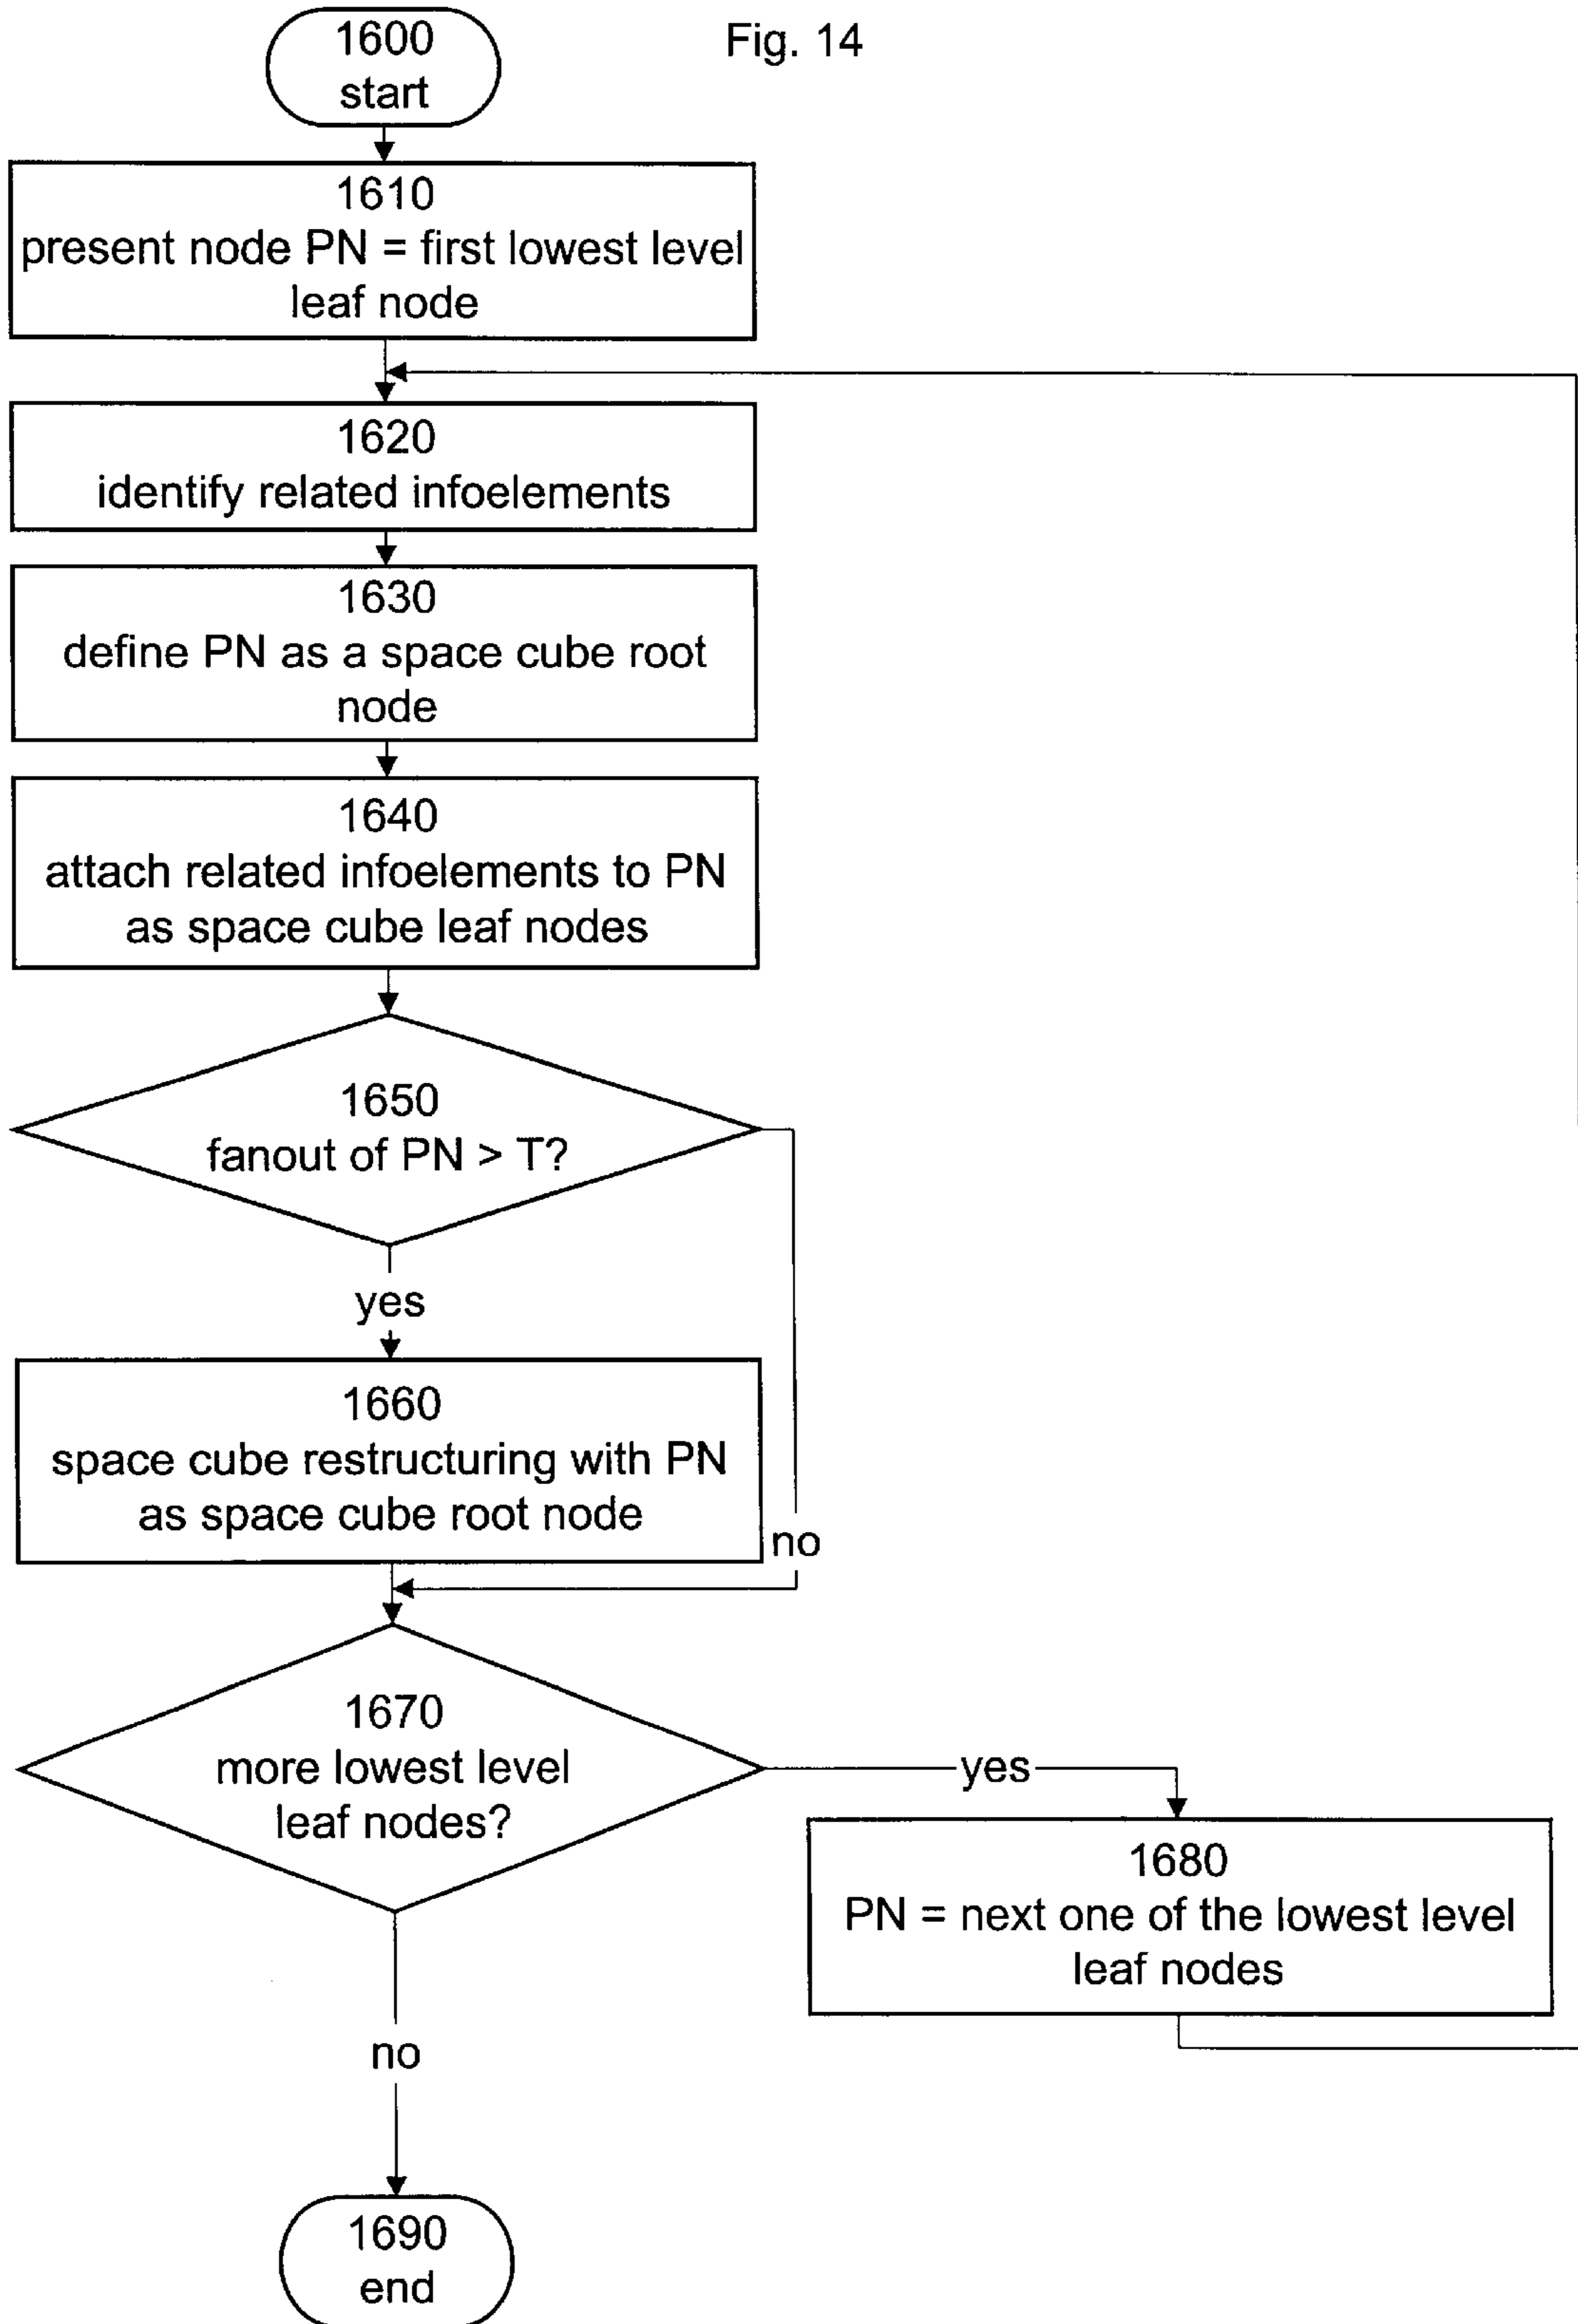 Fig. 14
1600
start
1610
present node PN = first lowest level
leaf node
1620
identify related infoelements
1630
define PN as a space cube root
node
1640
attach related infoelements to PN
as space cube leaf nodes
1650
fanout of PN > T?
yes
1660
space cube restructuring with PN
as space cube root node
no
1670
more lowest level
leaf nodes?
yes
1680
PN = next one of the lowest level
leaf nodes
no
1690
end